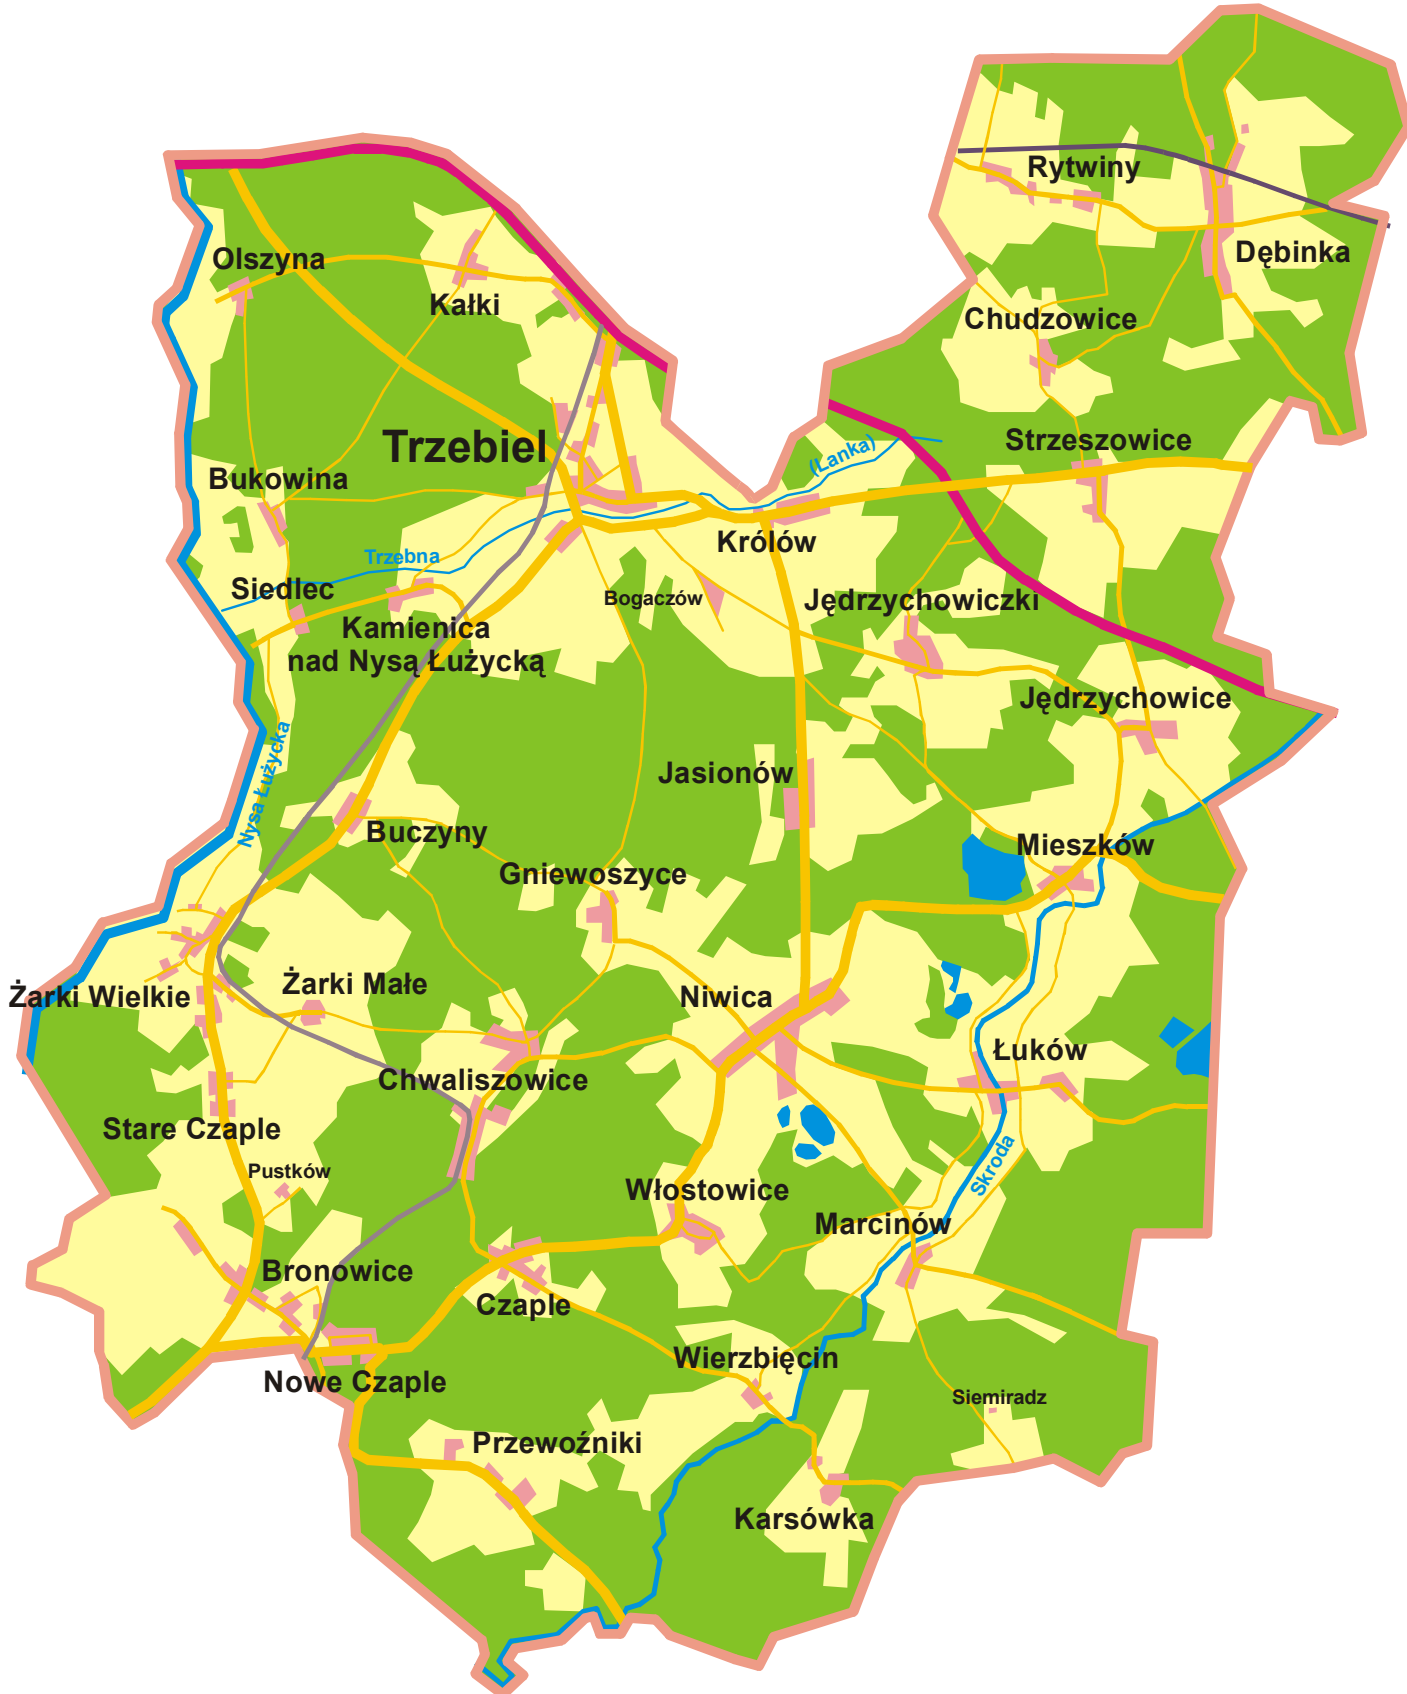 Rytwiny
Dębinka
Olszyna
Kałki
Chudzowice
Trzebiel
(Lanka)
Strzeszowice
Bukowina
Królów
Trzebna
Siedlec
Bogaczów
Jędrzychowiczki
Kamienica
nad Nysą Łużycką
Jędrzychowice
Nysa Łużycka
Jasionów
Buczyny
Mieszków
Gniewoszyce
Żarki Wielkie
Żarki Małe
Niwica
Łuków
Chwaliszowice
Stare Czaple
Pustków
Skroda
Włostowice
Marcinów
Bronowice
Czaple
Wierzbięcin
Nowe Czaple
Siemiradz
Przewoźniki
Karsówka